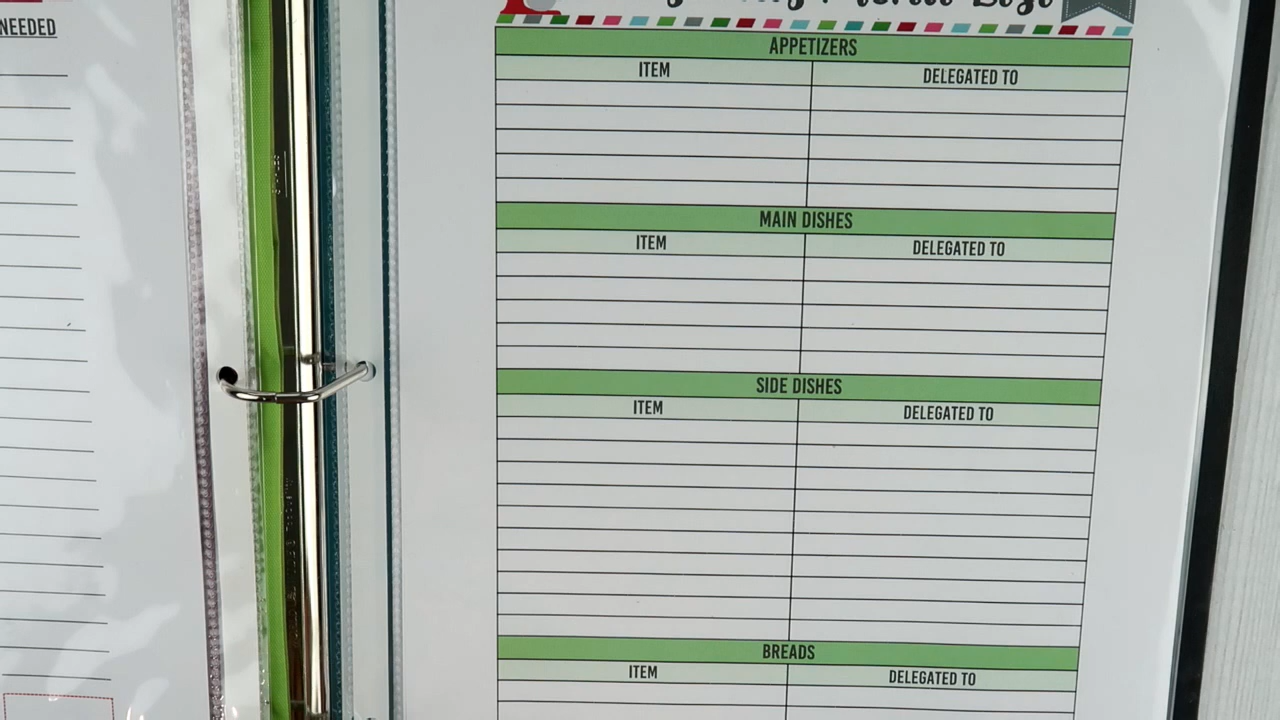 NEEDED
APPETIZERS
ITEM DELEGATED TO
MAIN DISHES
ITEM DELEGATED TO
SIDE DISHES
ITEM DELEGATED TO
BREADS
ITEM DELEGATED TO